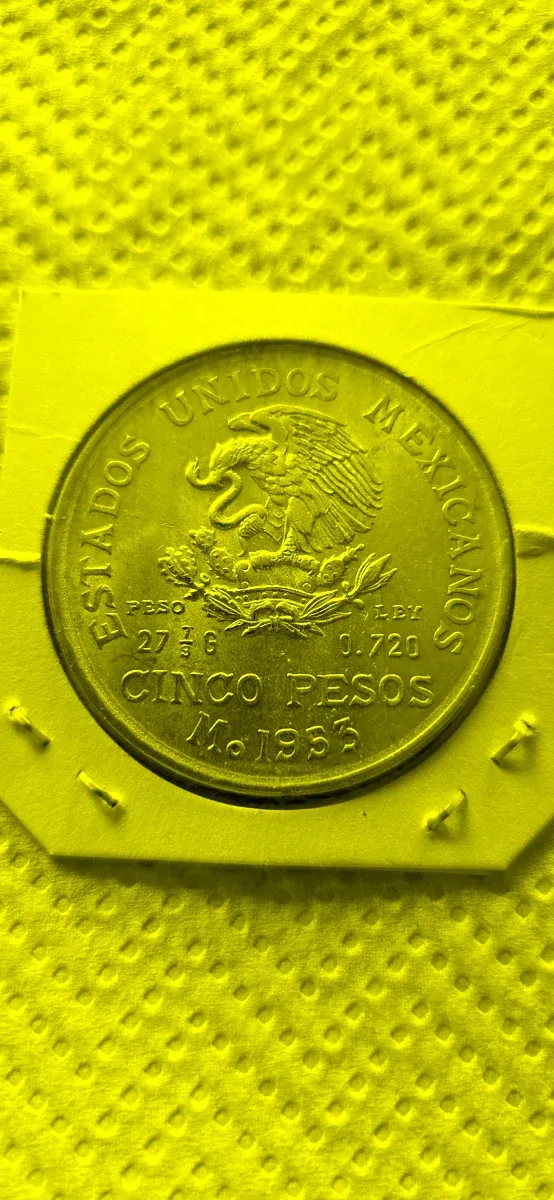 ESTADOS UNIDOS MEXICANOS
PESO LEY
27 7/9 G 0.720
CINCO PESOS
Mo 1953